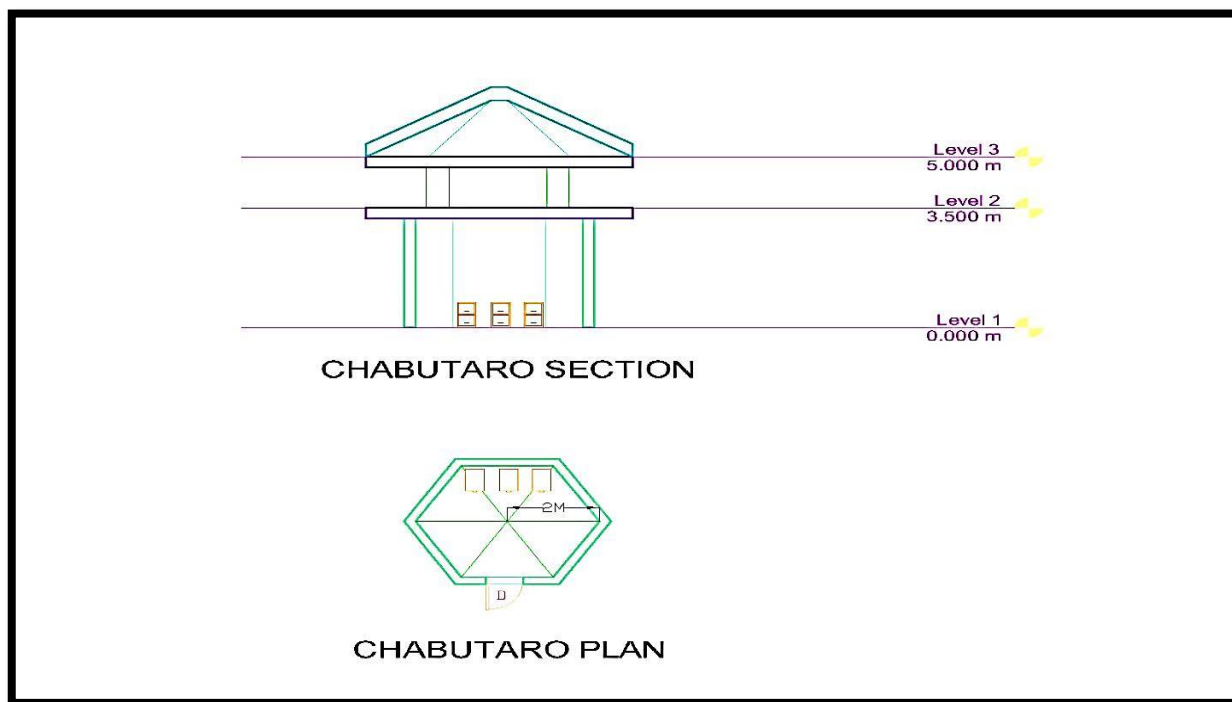 Level 3
5.000 m
Level 2
3.500 m
Level 1
0.000 m
CHABUTARO SECTION
2M
D
CHABUTARO PLAN